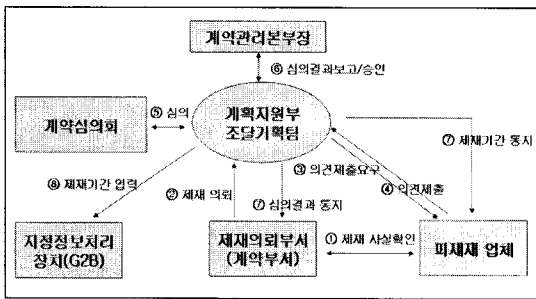 계약관리본부장
⑥ 심의결과보고/승인
계약심의회
⑤ 심의
계획지원부
조달기획팀
⑦ 제재기간 통시
③ 의견제출요구
④ 의견제출
⑧ 제재기간 입력
② 제재 의뢰
⑦ 심의결과 통지
지정정보처리
장치(G2B)
제재의뢰부서
(계약부서)
① 제재 사실확인
피제재 업체